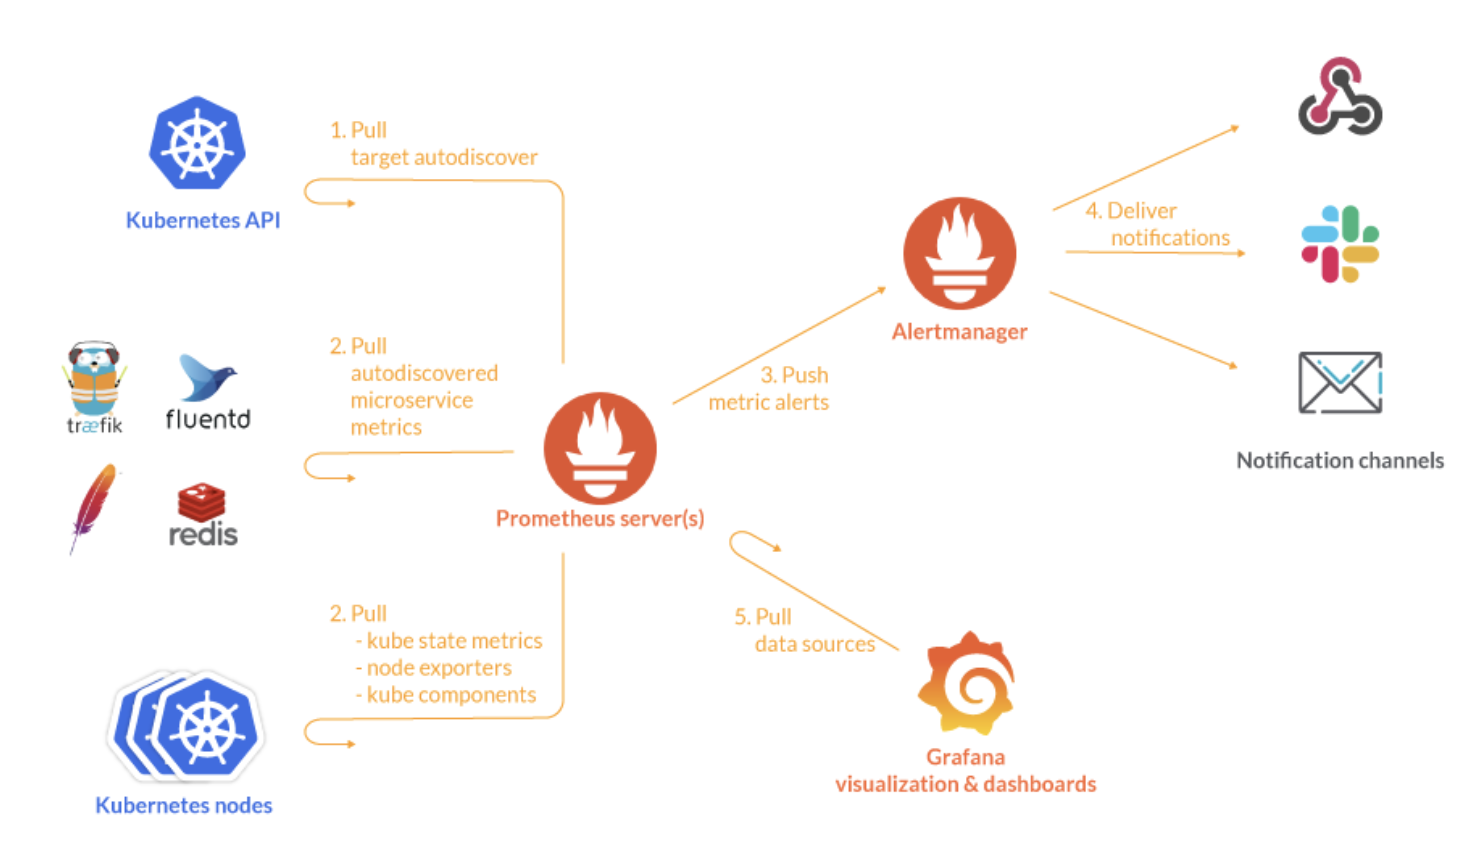 1. Pull
target autodiscover
Kubernetes API
4. Deliver
notifications
Alertmanager
2. Pull
autodiscovered
microservice
metrics
træfik
fluentd
3. Push
metric alerts
Notification channels
redis
Prometheus server(s)
2. Pull
- kube state metrics
- node exporters
- kube components
5. Pull
data sources
Kubernetes nodes
Grafana
visualization & dashboards